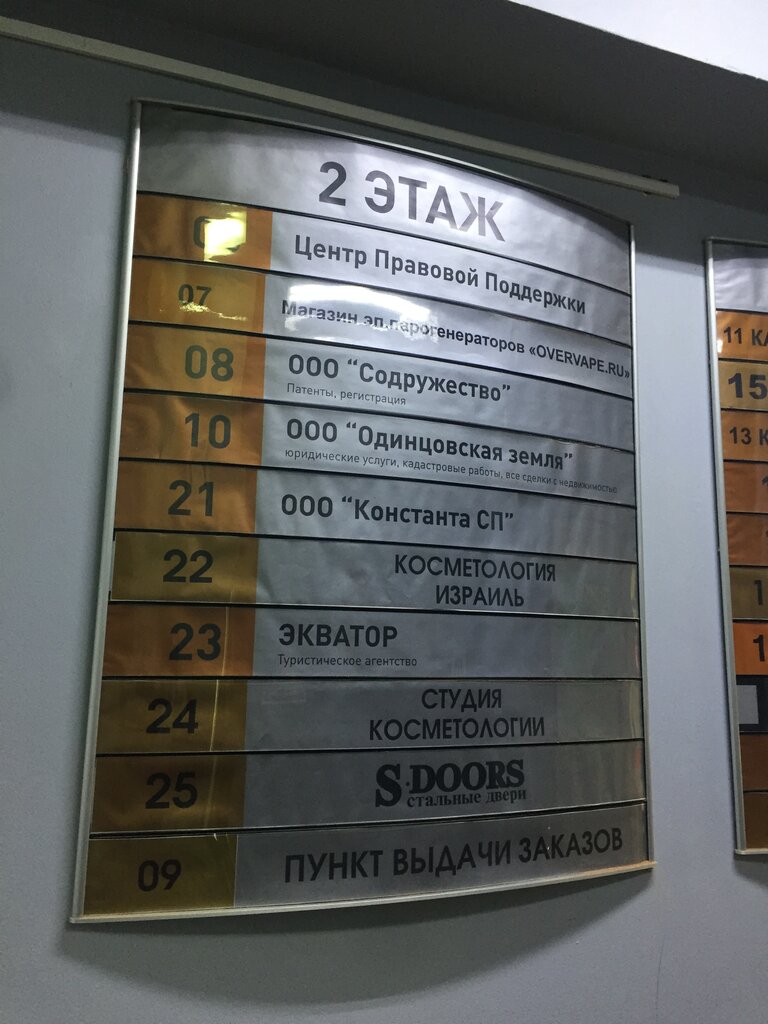 2 ЭТАЖ
Центр Правовой Поддержки
07 Магазин эл.парогенераторов «OVERVAPE.RU»
08 ООО “Содружество”
Патенты, регистрация
10 ООО “Одинцовская земля”
юридические услуги, кадастровые работы, все сделки с недвижимостью
21 ООО “Константа СП”
22 КОСМЕТОЛОГИЯ
ИЗРАИЛЬ
23 ЭКВАТОР
Туристическое агентство
24 СТУДИЯ
КОСМЕТОЛОГИИ
25 S·DOORS
стальные двери
09 ПУНКТ ВЫДАЧИ ЗАКАЗОВ
11
15
13